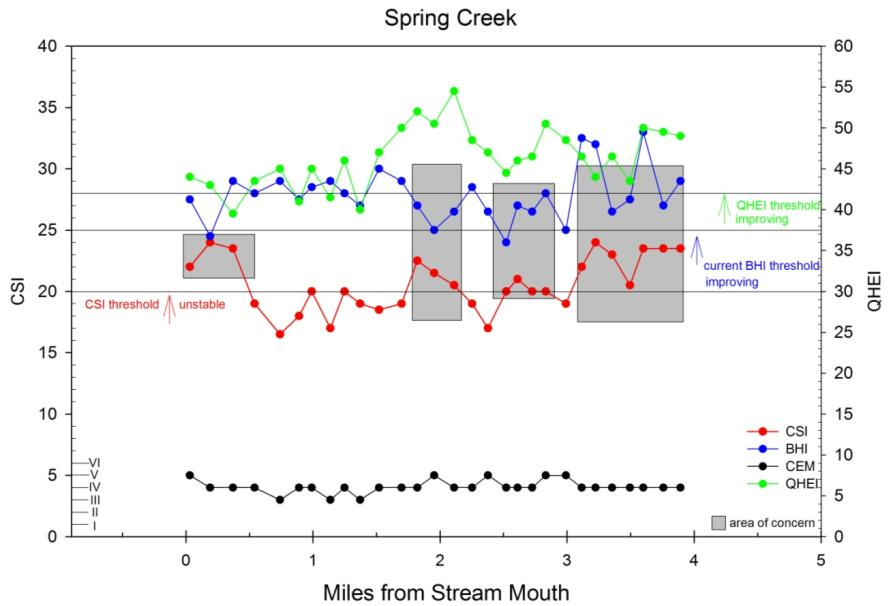 Spring Creek
40
35
30
25
20
15
10
5
0
CSI
60
55
50
45
40
35
30
25
20
15
10
5
0
QHEI
QHEI threshold
improving
current BHI threshold
improving
CSI threshold
unstable
VI
V
IV
III
II
I
CSI
BHI
CEM
QHEI
area of concern
0
1
2
3
4
5
Miles from Stream Mouth